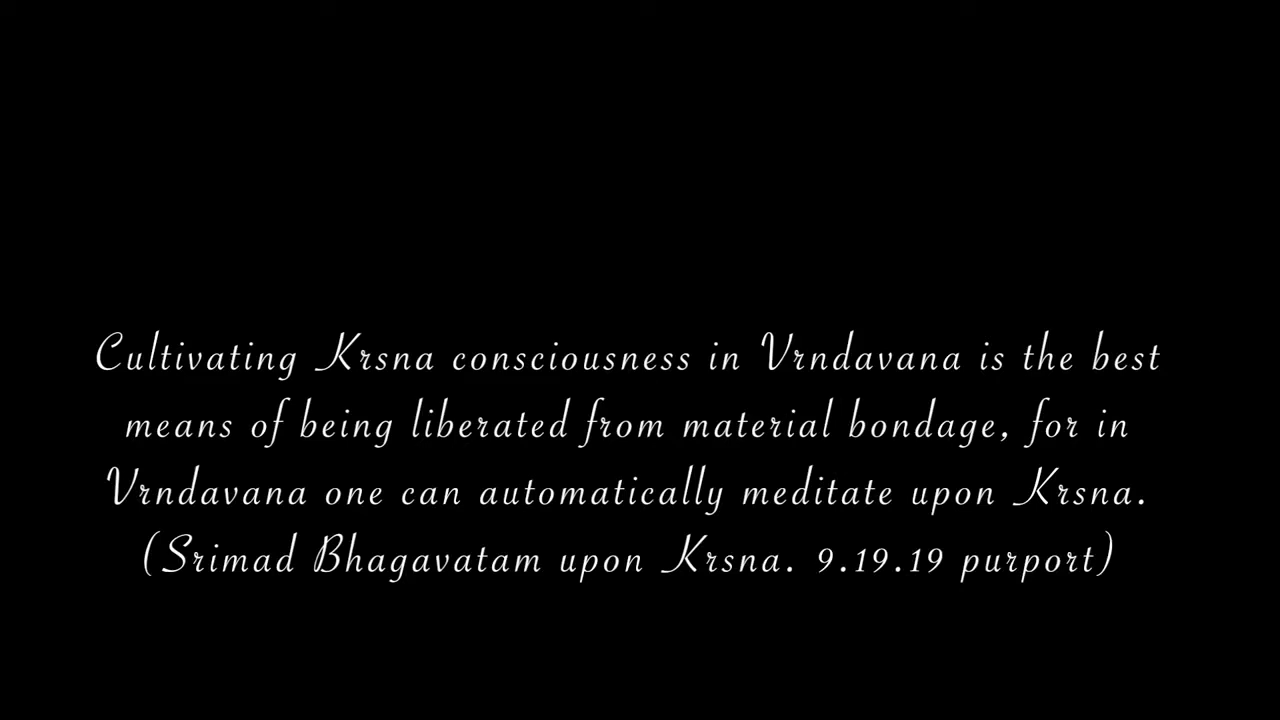 Cultivating Krsna consciousness in Vrndavana is the best
means of being liberated from material bondage, for in
Vrndavana one can automatically meditate upon Krsna.
(Srimad Bhagavatam upon Krsna. 9.19.19 purport)